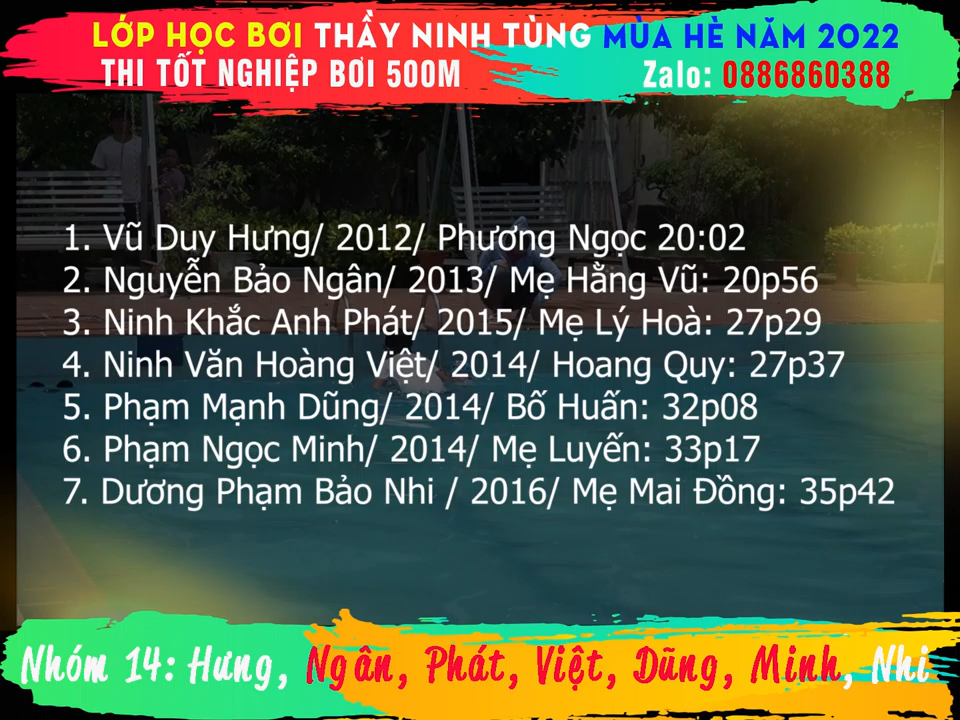 LỚP HỌC BƠI THẦY NINH TÙNG MÙA HÈ NĂM 2022
THI TỐT NGHIỆP BƠI 500M Zalo: 0886860388
1. Vũ Duy Hưng/ 2012/ Phương Ngọc 20:02
2. Nguyễn Bảo Ngân/ 2013/ Mẹ Hằng Vũ: 20p56
3. Ninh Khắc Anh Phát/ 2015/ Mẹ Lý Hoà: 27p29
4. Ninh Văn Hoàng Việt/ 2014/ Hoang Quy: 27p37
5. Phạm Mạnh Dũng/ 2014/ Bố Huấn: 32p08
6. Phạm Ngọc Minh/ 2014/ Mẹ Luyến: 33p17
7. Dương Phạm Bảo Nhi / 2016/ Mẹ Mai Đồng: 35p42
Nhóm 14: Hưng, Ngân, Phát, Việt, Dũng, Minh, Nhi